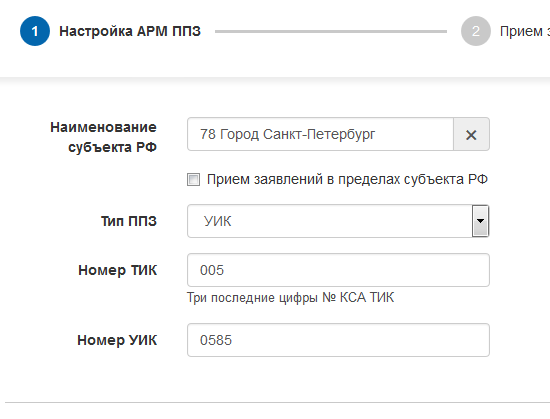 1 Настройка АРМ ППЗ 2 Прием з
Наименование субъекта РФ
78 Город Санкт-Петербург ×
Прием заявлений в пределах субъекта РФ
Тип ППЗ УИК
Номер ТИК 005
Три последние цифры № КСА ТИК
Номер УИК 0585